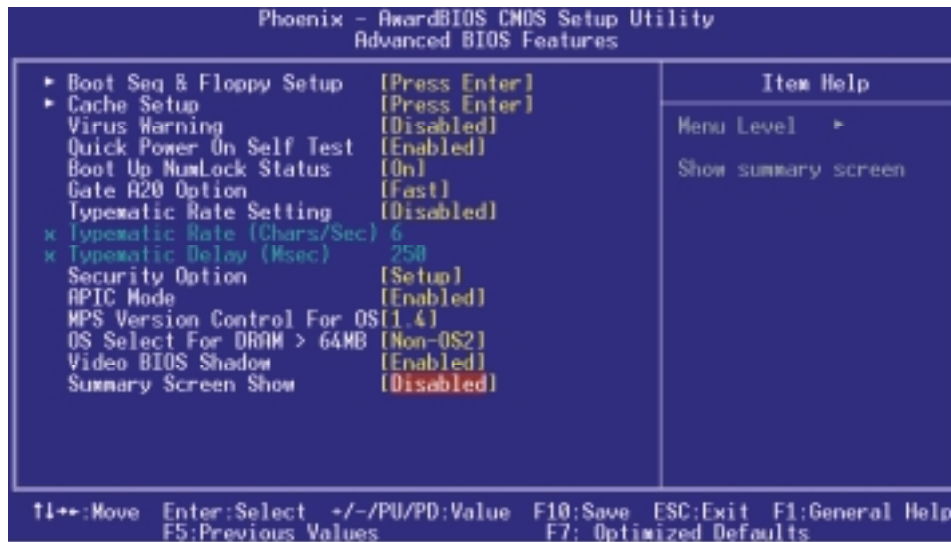 Phoenix - AwardBIOS CMOS Setup Utility
Advanced BIOS Features
► Boot Seq & Floppy Setup [Press Enter]
► Cache Setup [Press Enter]
Virus Warning [Disabled]
Quick Power On Self Test [Enabled]
Boot Up NumLock Status [On]
Gate A20 Option [Fast]
Typematic Rate Setting [Disabled]
x Typematic Rate (Chars/Sec) 6
x Typematic Delay (Msec) 250
Security Option [Setup]
APIC Mode [Enabled]
MPS Version Control For OS[1.4]
OS Select For DRAM > 64MB [Non-OS2]
Video BIOS Shadow [Enabled]
Summary Screen Show [Disabled]
Item Help
Menu Level ►
Show summary screen
↑↓→←:Move Enter:Select +/-/PU/PD:Value F10:Save ESC:Exit F1:General Help
F5:Previous Values F7: Optimized Defaults